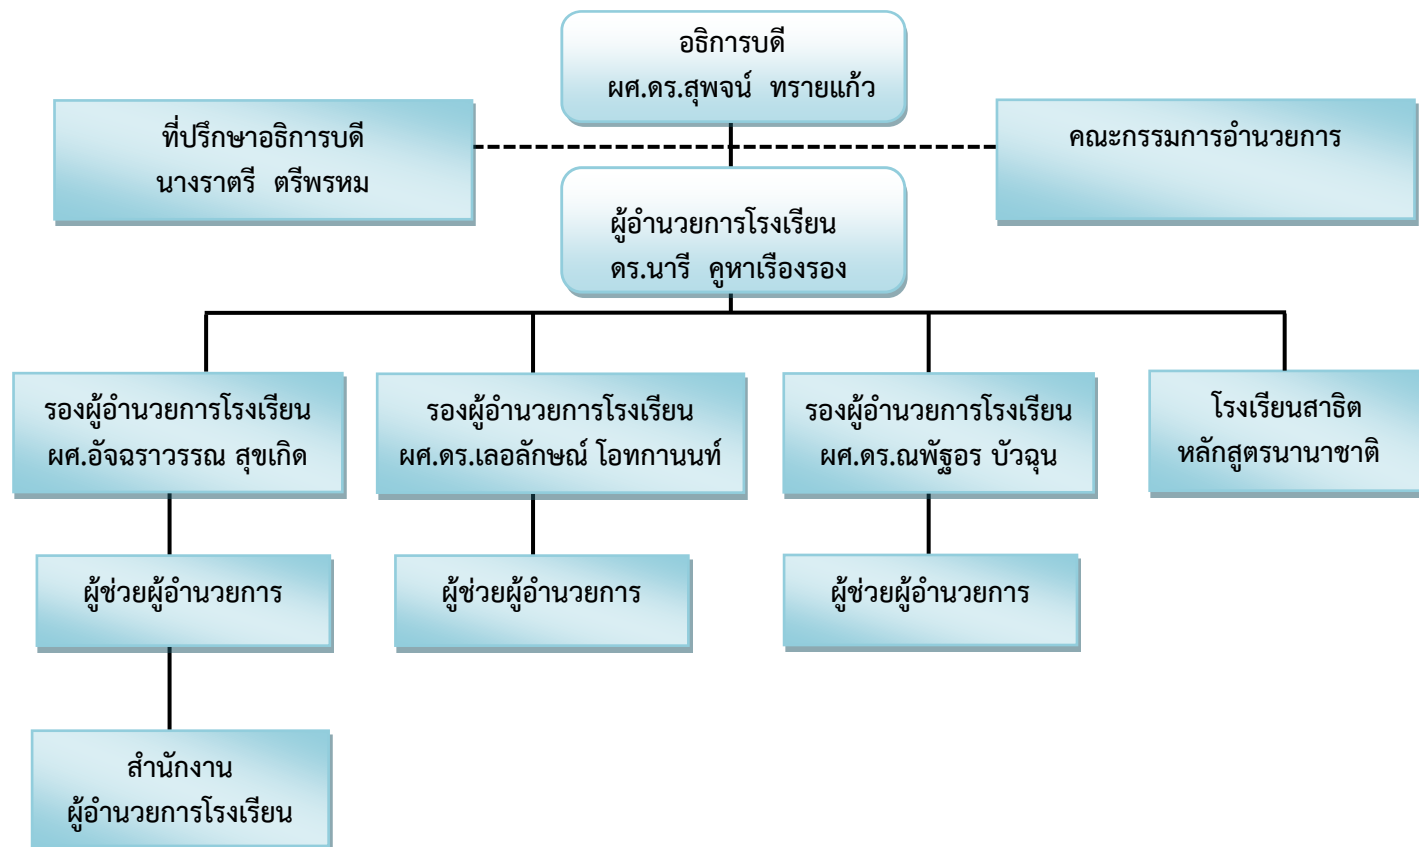 อธิการบดี
ผศ.ดร.สุพจน์ ทรายแก้ว
ที่ปรึกษาอธิการบดี
นางราตรี ตรีพรหม
คณะกรรมการอำนวยการ
ผู้อำนวยการโรงเรียน
ดร.นารี คูหาเรืองรอง
รองผู้อำนวยการโรงเรียน
ผศ.อัจฉราวรรณ สุขเกิด
รองผู้อำนวยการโรงเรียน
ผศ.ดร.เลอลักษณ์ โอทกานนท์
รองผู้อำนวยการโรงเรียน
ผศ.ดร.ณพัฐอร บัวฉุน
โรงเรียนสาธิต
หลักสูตรนานาชาติ
ผู้ช่วยผู้อำนวยการ
ผู้ช่วยผู้อำนวยการ
ผู้ช่วยผู้อำนวยการ
สำนักงาน
ผู้อำนวยการโรงเรียน